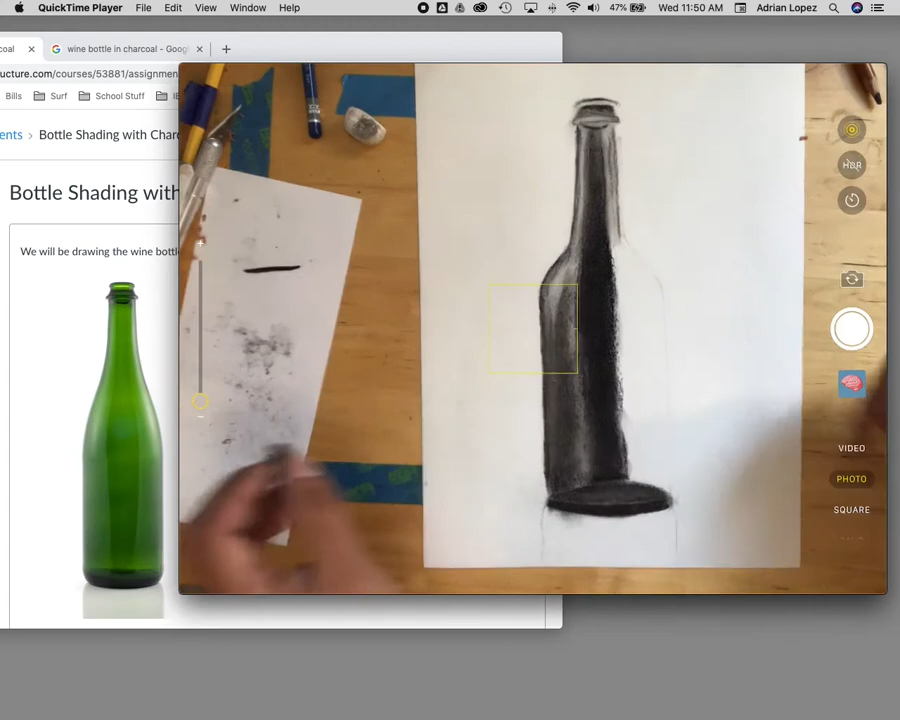 QuickTime Player File Edit View Window Help 47% Wed 11:50 AM Adrian Lopez
coal wine bottle in charcoal - Goog
ucture.com/courses/53881/assignmen
Bills Surf School Stuff
ents › Bottle Shading with Charc
Bottle Shading with
We will be drawing the wine bottl
HDR
VIDEO
PHOTO
SQUARE